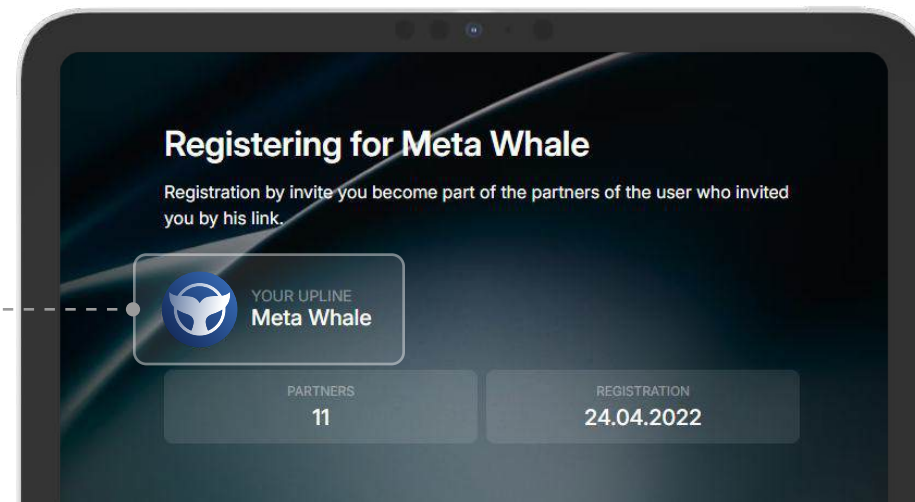 Registering for Meta Whale
Registration by invite you become part of the partners of the user who invited
you by his link.
YOUR UPLINE
Meta Whale
PARTNERS
11
REGISTRATION
24.04.2022